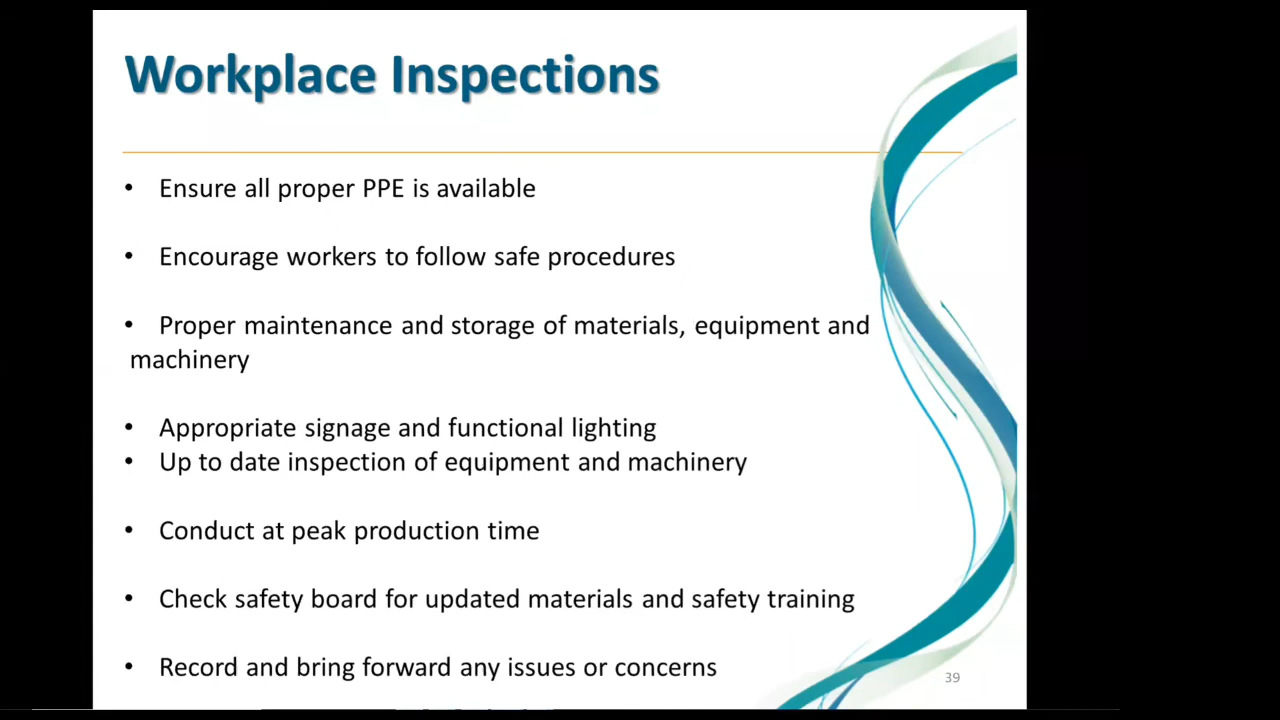 Workplace Inspections
• Ensure all proper PPE is available
• Encourage workers to follow safe procedures
• Proper maintenance and storage of materials, equipment and
machinery
• Appropriate signage and functional lighting
• Up to date inspection of equipment and machinery
• Conduct at peak production time
• Check safety board for updated materials and safety training
• Record and bring forward any issues or concerns
39